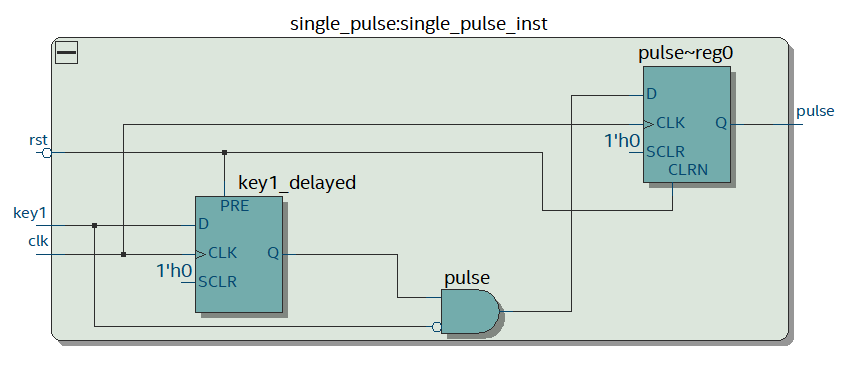 single_pulse:single_pulse_inst
pulse~reg0
D
CLK
Q
pulse
1'h0
SCLR
CLRN
rst
key1_delayed
PRE
key1
D
clk
CLK
Q
1'h0
SCLR
pulse